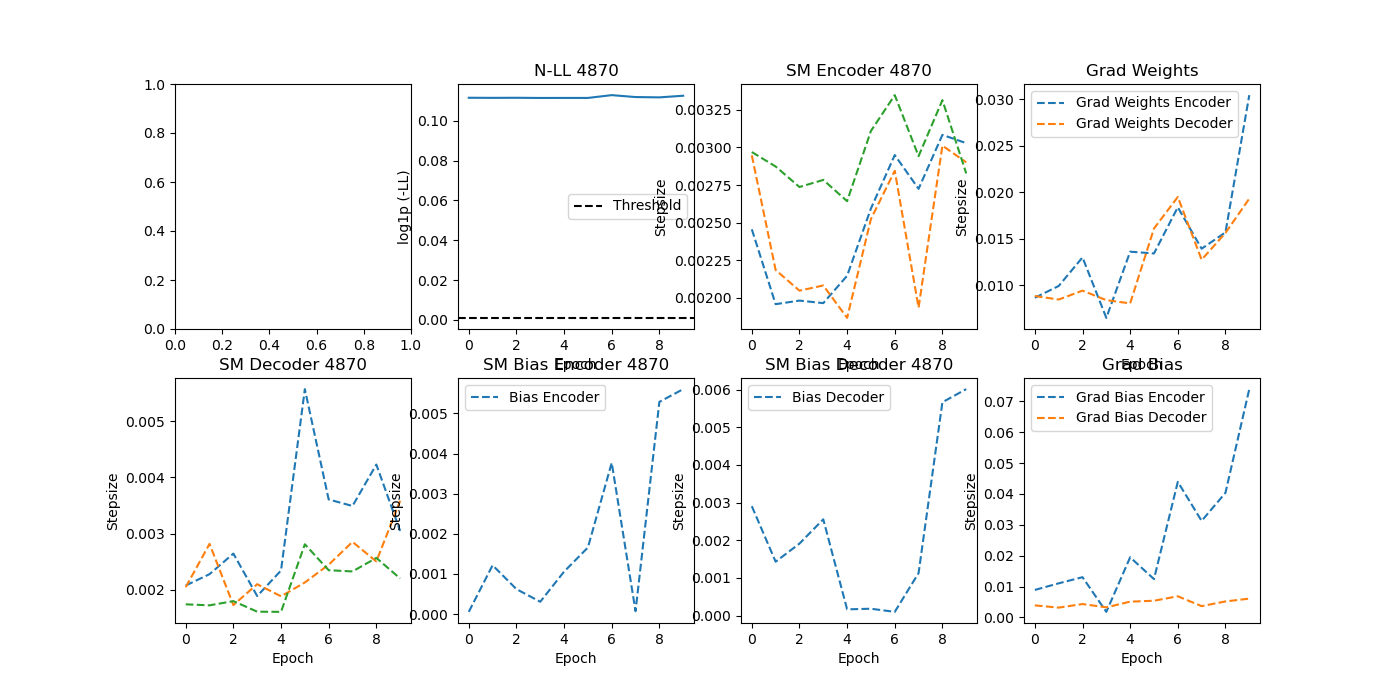 N-LL 4870
SM Encoder 4870
Grad Weights
1.0
0.8
0.6
0.4
0.2
0.0
0.0 0.2 0.4 0.6 0.8 1.0
log1p (-LL)
0.10
0.08
0.06
0.04
0.02
0.00
Threshold
0 2 4 6 8
Epoch
Stepsize
0.00325
0.00300
0.00275
0.00250
0.00225
0.00200
0 2 4 6 8
Epoch
Stepsize
0.030
0.025
0.020
0.015
0.010
Grad Weights Encoder
Grad Weights Decoder
0 2 4 6 8
Epoch
SM Decoder 4870
SM Bias Encoder 4870
SM Bias Decoder 4870
Grad Bias
Stepsize
0.005
0.004
0.003
0.002
0 2 4 6 8
Epoch
Stepsize
0.005
0.004
0.003
0.002
0.001
0.000
Bias Encoder
0 2 4 6 8
Epoch
Stepsize
0.006
0.005
0.004
0.003
0.002
0.001
0.000
Bias Decoder
0 2 4 6 8
Epoch
Stepsize
0.07
0.06
0.05
0.04
0.03
0.02
0.01
0.00
Grad Bias Encoder
Grad Bias Decoder
0 2 4 6 8
Epoch